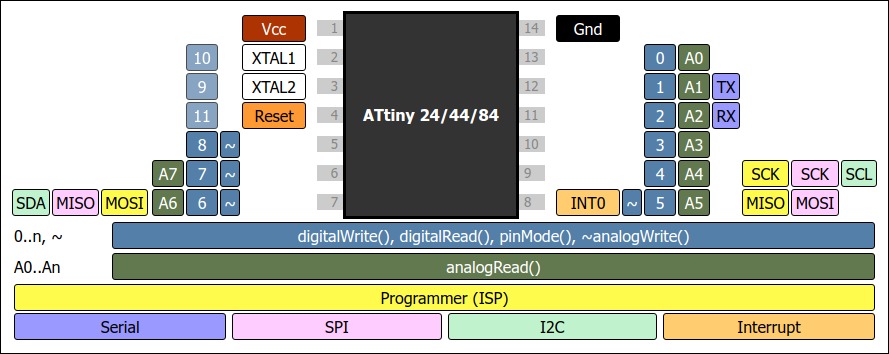 Vcc 1 14 Gnd
10 XTAL1 2 13 0 A0
9 XTAL2 3 12 1 A1 TX
11 Reset 4 ATtiny 24/44/84 11 2 A2 RX
8 ~ 5 10 3 A3
A7 7 ~ 6 9 4 A4 SCK SCK SCL
SDA MISO MOSI A6 6 ~ 7 8 INT0 ~ 5 A5 MISO MOSI
0..n, ~ digitalWrite(), digitalRead(), pinMode(), ~analogWrite()
A0..An analogRead()
Programmer (ISP)
Serial SPI I2C Interrupt